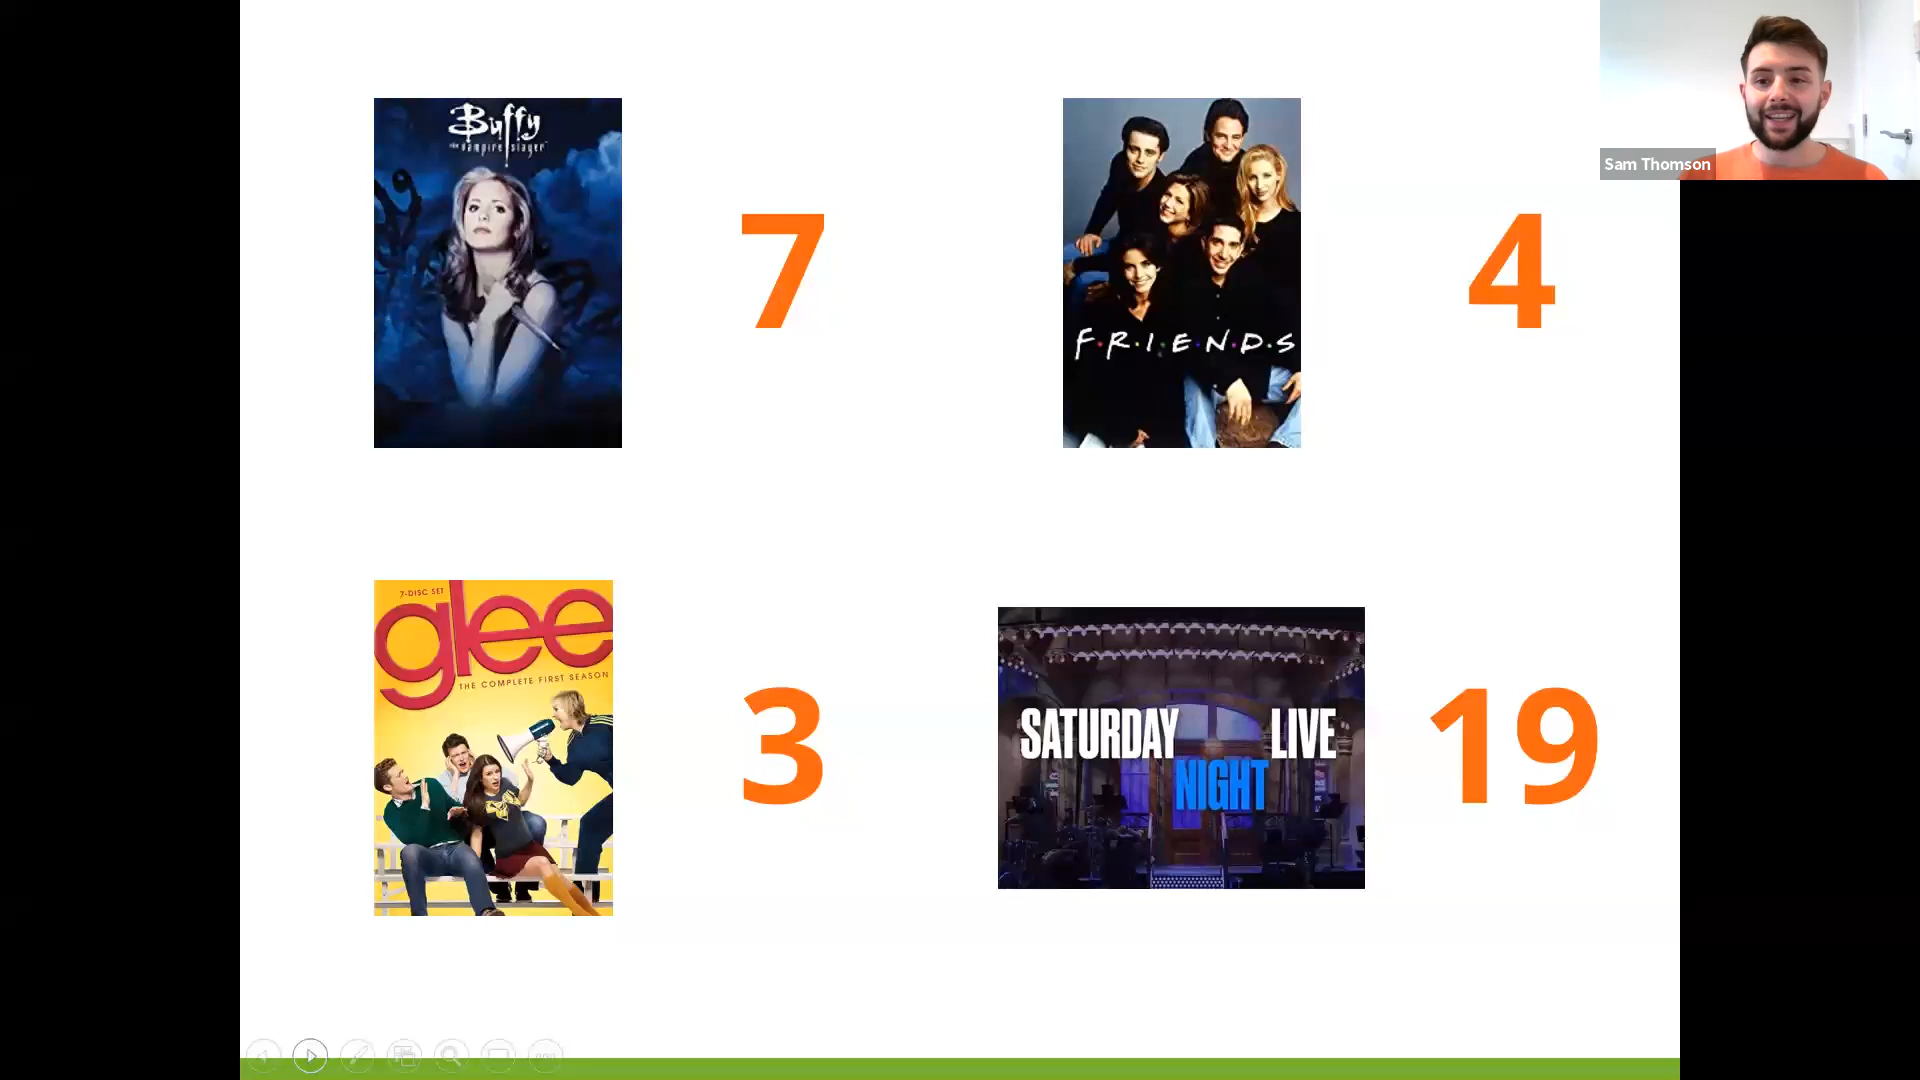 Buffy
the vampire slayer
7
F·R·I·E·N·D·S
4
Sam Thomson
7-DISC SET
glee
THE COMPLETE FIRST SEASON
3
SATURDAY
NIGHT
LIVE
19